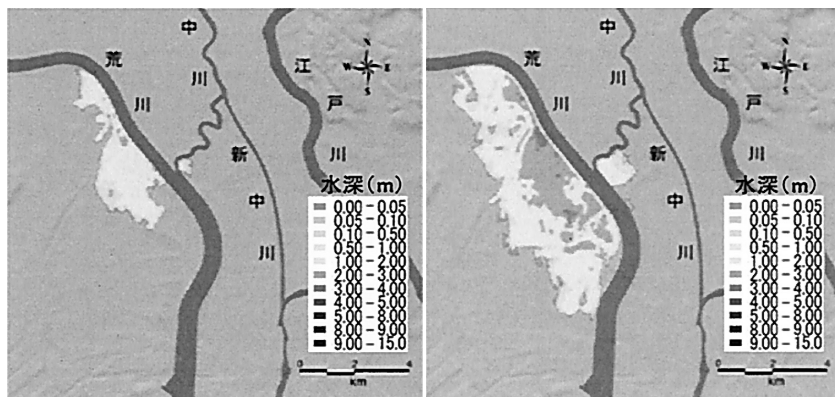 荒川
中川
新中川
江戸川
N
W E
S
水深(m)
0.00 - 0.05
0.05 - 0.10
0.10 - 0.50
0.50 - 1.00
1.00 - 2.00
2.00 - 3.00
3.00 - 4.00
4.00 - 5.00
5.00 - 8.00
8.00 - 9.00
9.00 - 15.0
0 2 4
km
荒川
中川
新中川
江戸川
N
W E
S
水深(m)
0.00 - 0.05
0.05 - 0.10
0.10 - 0.50
0.50 - 1.00
1.00 - 2.00
2.00 - 3.00
3.00 - 4.00
4.00 - 5.00
5.00 - 8.00
8.00 - 9.00
9.00 - 15.0
0 2 4
km